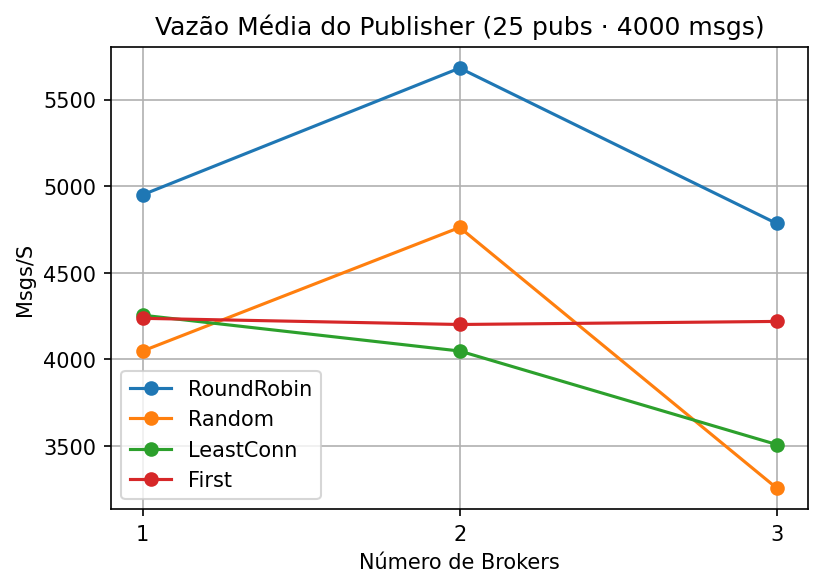 Vazão Média do Publisher (25 pubs · 4000 msgs)
Msgs/S
5500
5000
4500
4000
3500
RoundRobin
Random
LeastConn
First
1 2 3
Número de Brokers